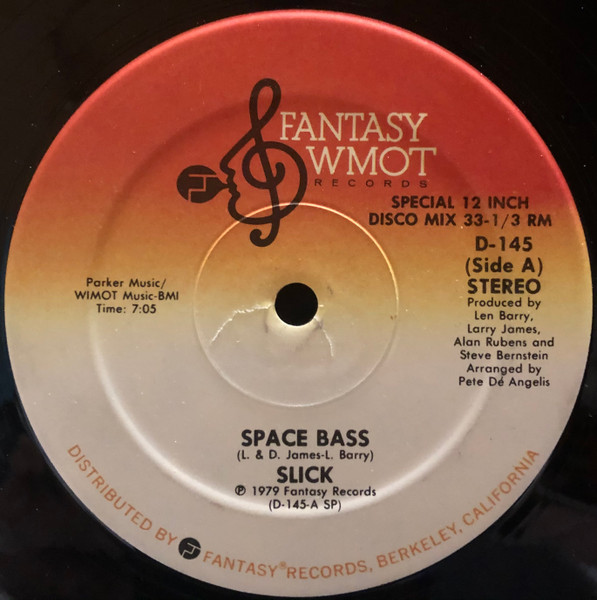 FANTASY
WMOT
RECORDS
SPECIAL 12 INCH
DISCO MIX 33-1/3 RM
D-145
(Side A)
STEREO
Produced by
Len Barry,
Larry James,
Alan Rubens and
Steve Bernstein
Arranged by
Pete De Angelis
Parker Music/
WIMOT Music-BMI
Time: 7:05
SPACE BASS
(L. & D. James-L. Barry)
SLICK
℗ 1979 Fantasy Records
(D-145-A SP)
DISTRIBUTED BY FANTASY® RECORDS, BERKELEY, CALIFORNIA